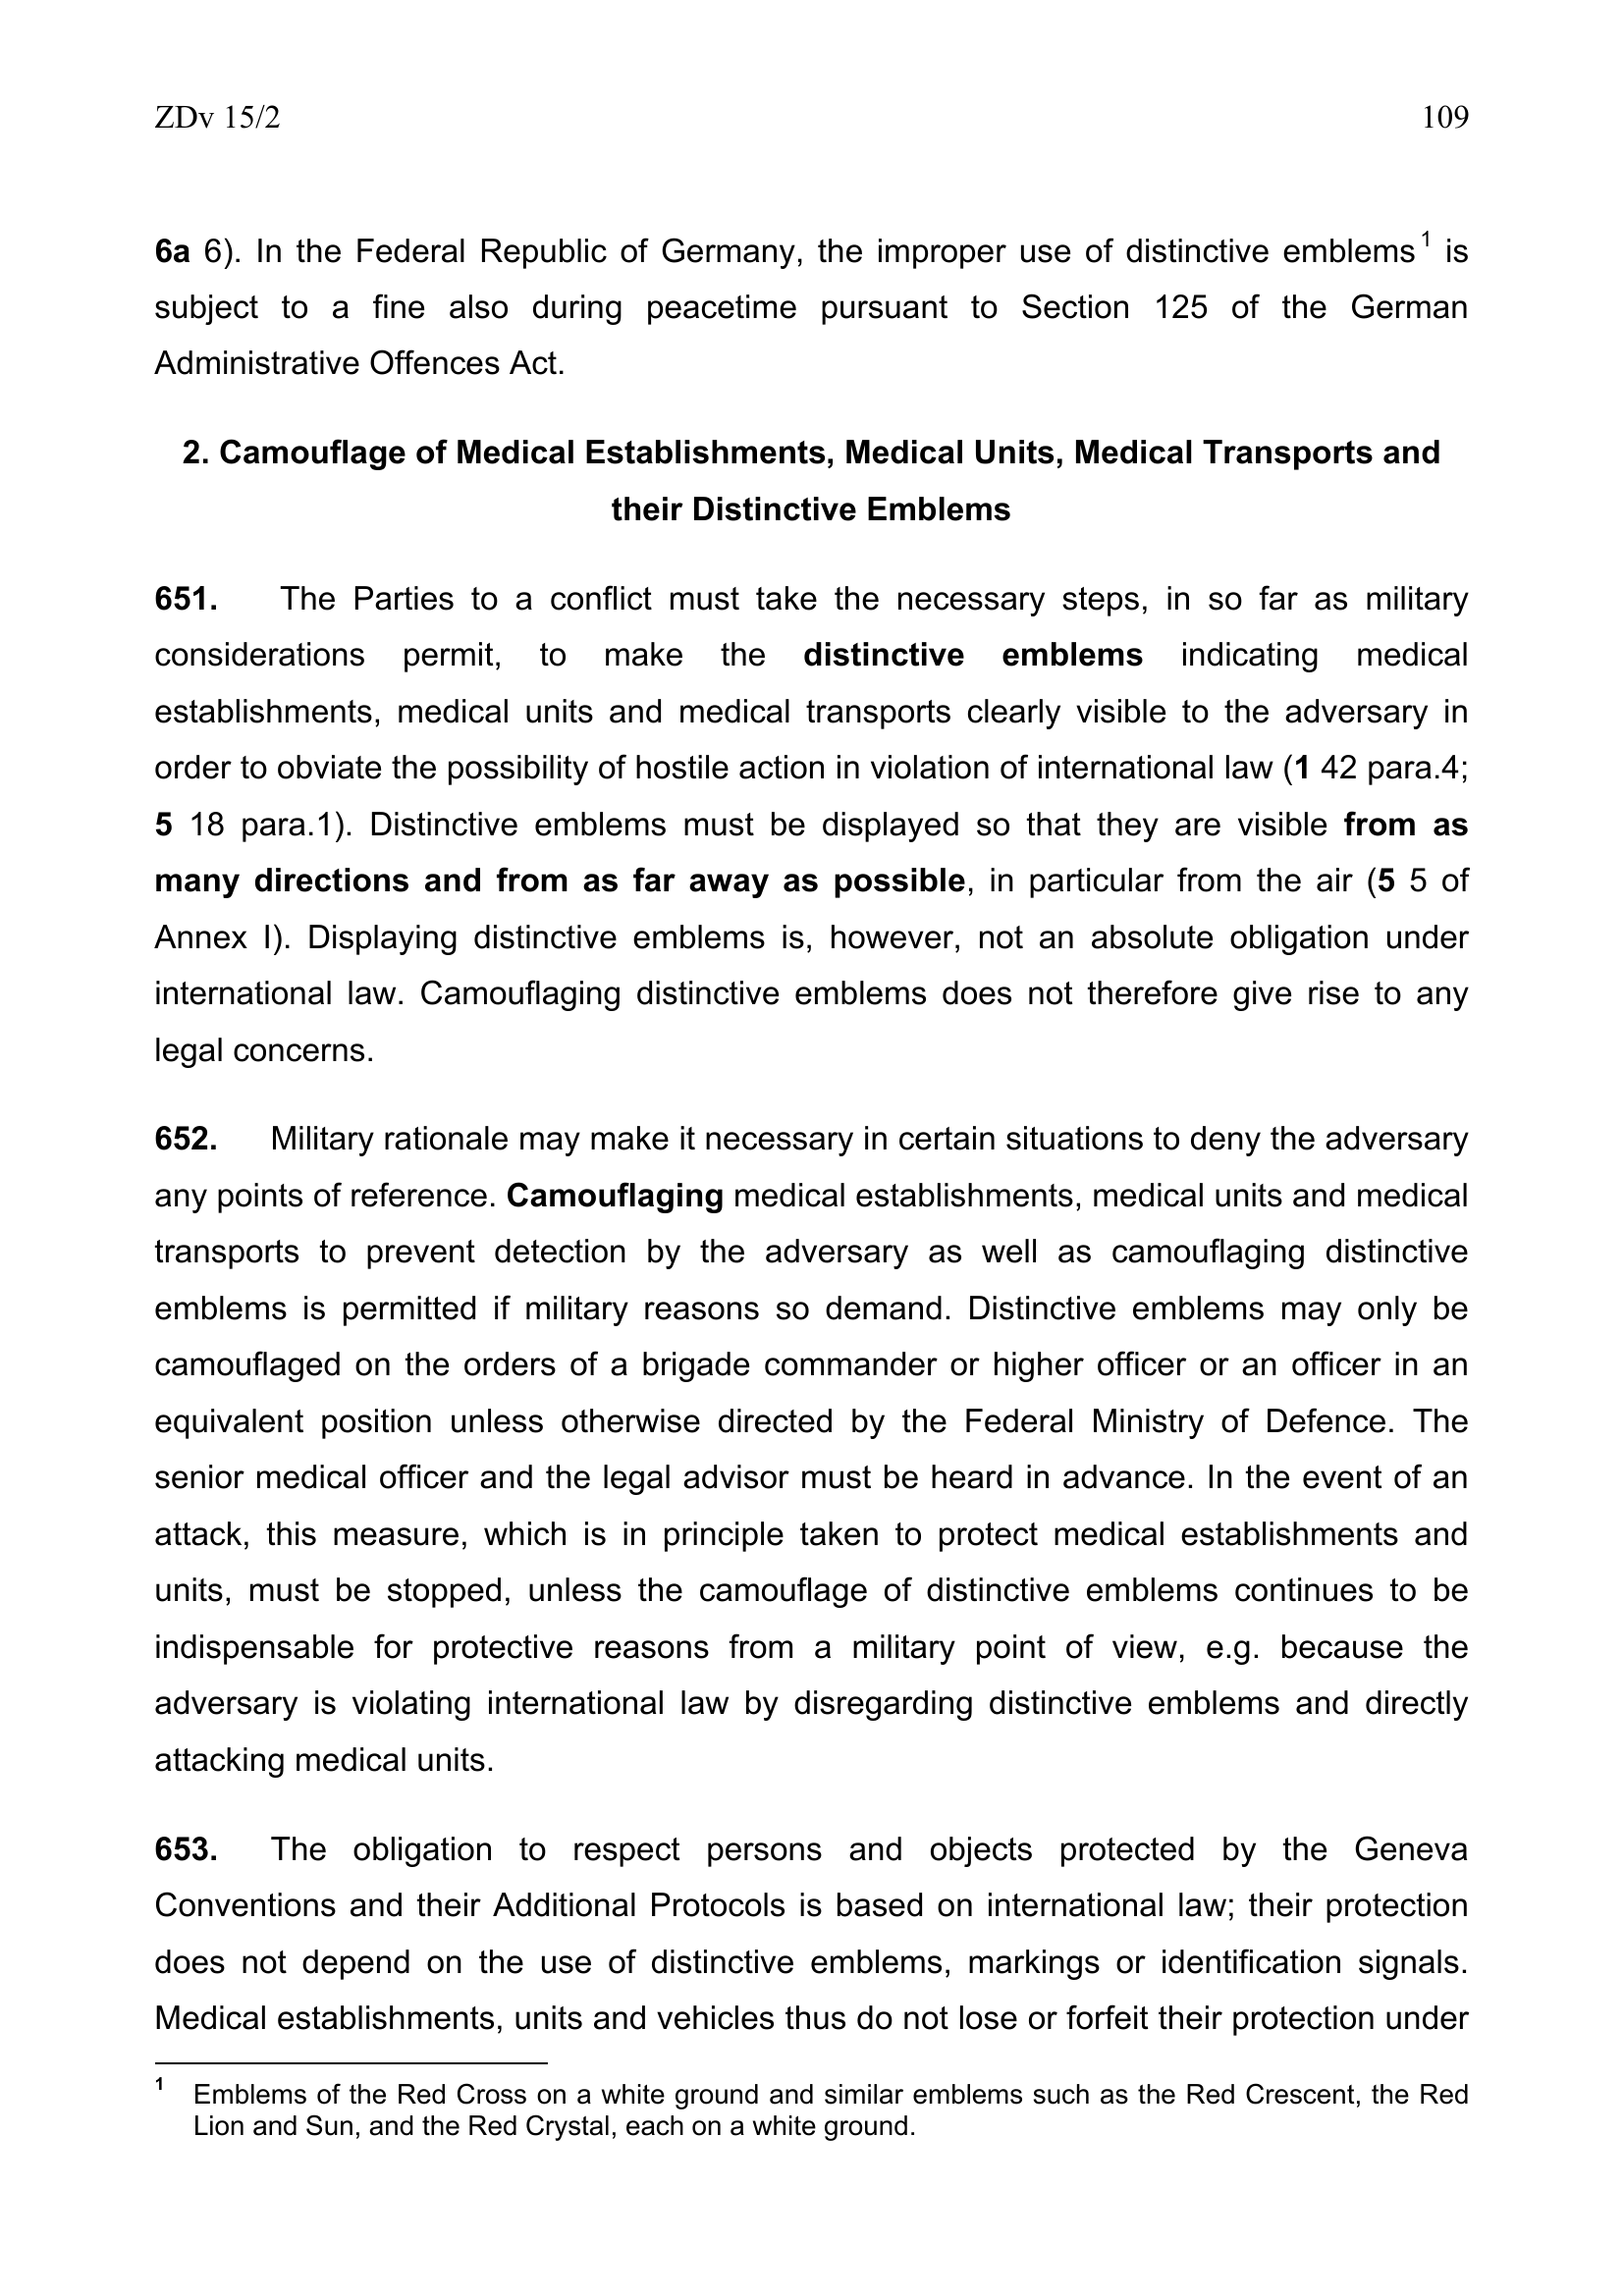 ZDv 15/2 109
6a 6). In the Federal Republic of Germany, the improper use of distinctive emblems 1 is
subject to a fine also during peacetime pursuant to Section 125 of the German
Administrative Offences Act.
2. Camouflage of Medical Establishments, Medical Units, Medical Transports and
their Distinctive Emblems
651. The Parties to a conflict must take the necessary steps, in so far as military
considerations permit, to make the distinctive emblems indicating medical
establishments, medical units and medical transports clearly visible to the adversary in
order to obviate the possibility of hostile action in violation of international law (1 42 para.4;
5 18 para.1). Distinctive emblems must be displayed so that they are visible from as
many directions and from as far away as possible, in particular from the air (5 5 of
Annex I). Displaying distinctive emblems is, however, not an absolute obligation under
international law. Camouflaging distinctive emblems does not therefore give rise to any
legal concerns.
652. Military rationale may make it necessary in certain situations to deny the adversary
any points of reference. Camouflaging medical establishments, medical units and medical
transports to prevent detection by the adversary as well as camouflaging distinctive
emblems is permitted if military reasons so demand. Distinctive emblems may only be
camouflaged on the orders of a brigade commander or higher officer or an officer in an
equivalent position unless otherwise directed by the Federal Ministry of Defence. The
senior medical officer and the legal advisor must be heard in advance. In the event of an
attack, this measure, which is in principle taken to protect medical establishments and
units, must be stopped, unless the camouflage of distinctive emblems continues to be
indispensable for protective reasons from a military point of view, e.g. because the
adversary is violating international law by disregarding distinctive emblems and directly
attacking medical units.
653. The obligation to respect persons and objects protected by the Geneva
Conventions and their Additional Protocols is based on international law; their protection
does not depend on the use of distinctive emblems, markings or identification signals.
Medical establishments, units and vehicles thus do not lose or forfeit their protection under
1 Emblems of the Red Cross on a white ground and similar emblems such as the Red Crescent, the Red
Lion and Sun, and the Red Crystal, each on a white ground.